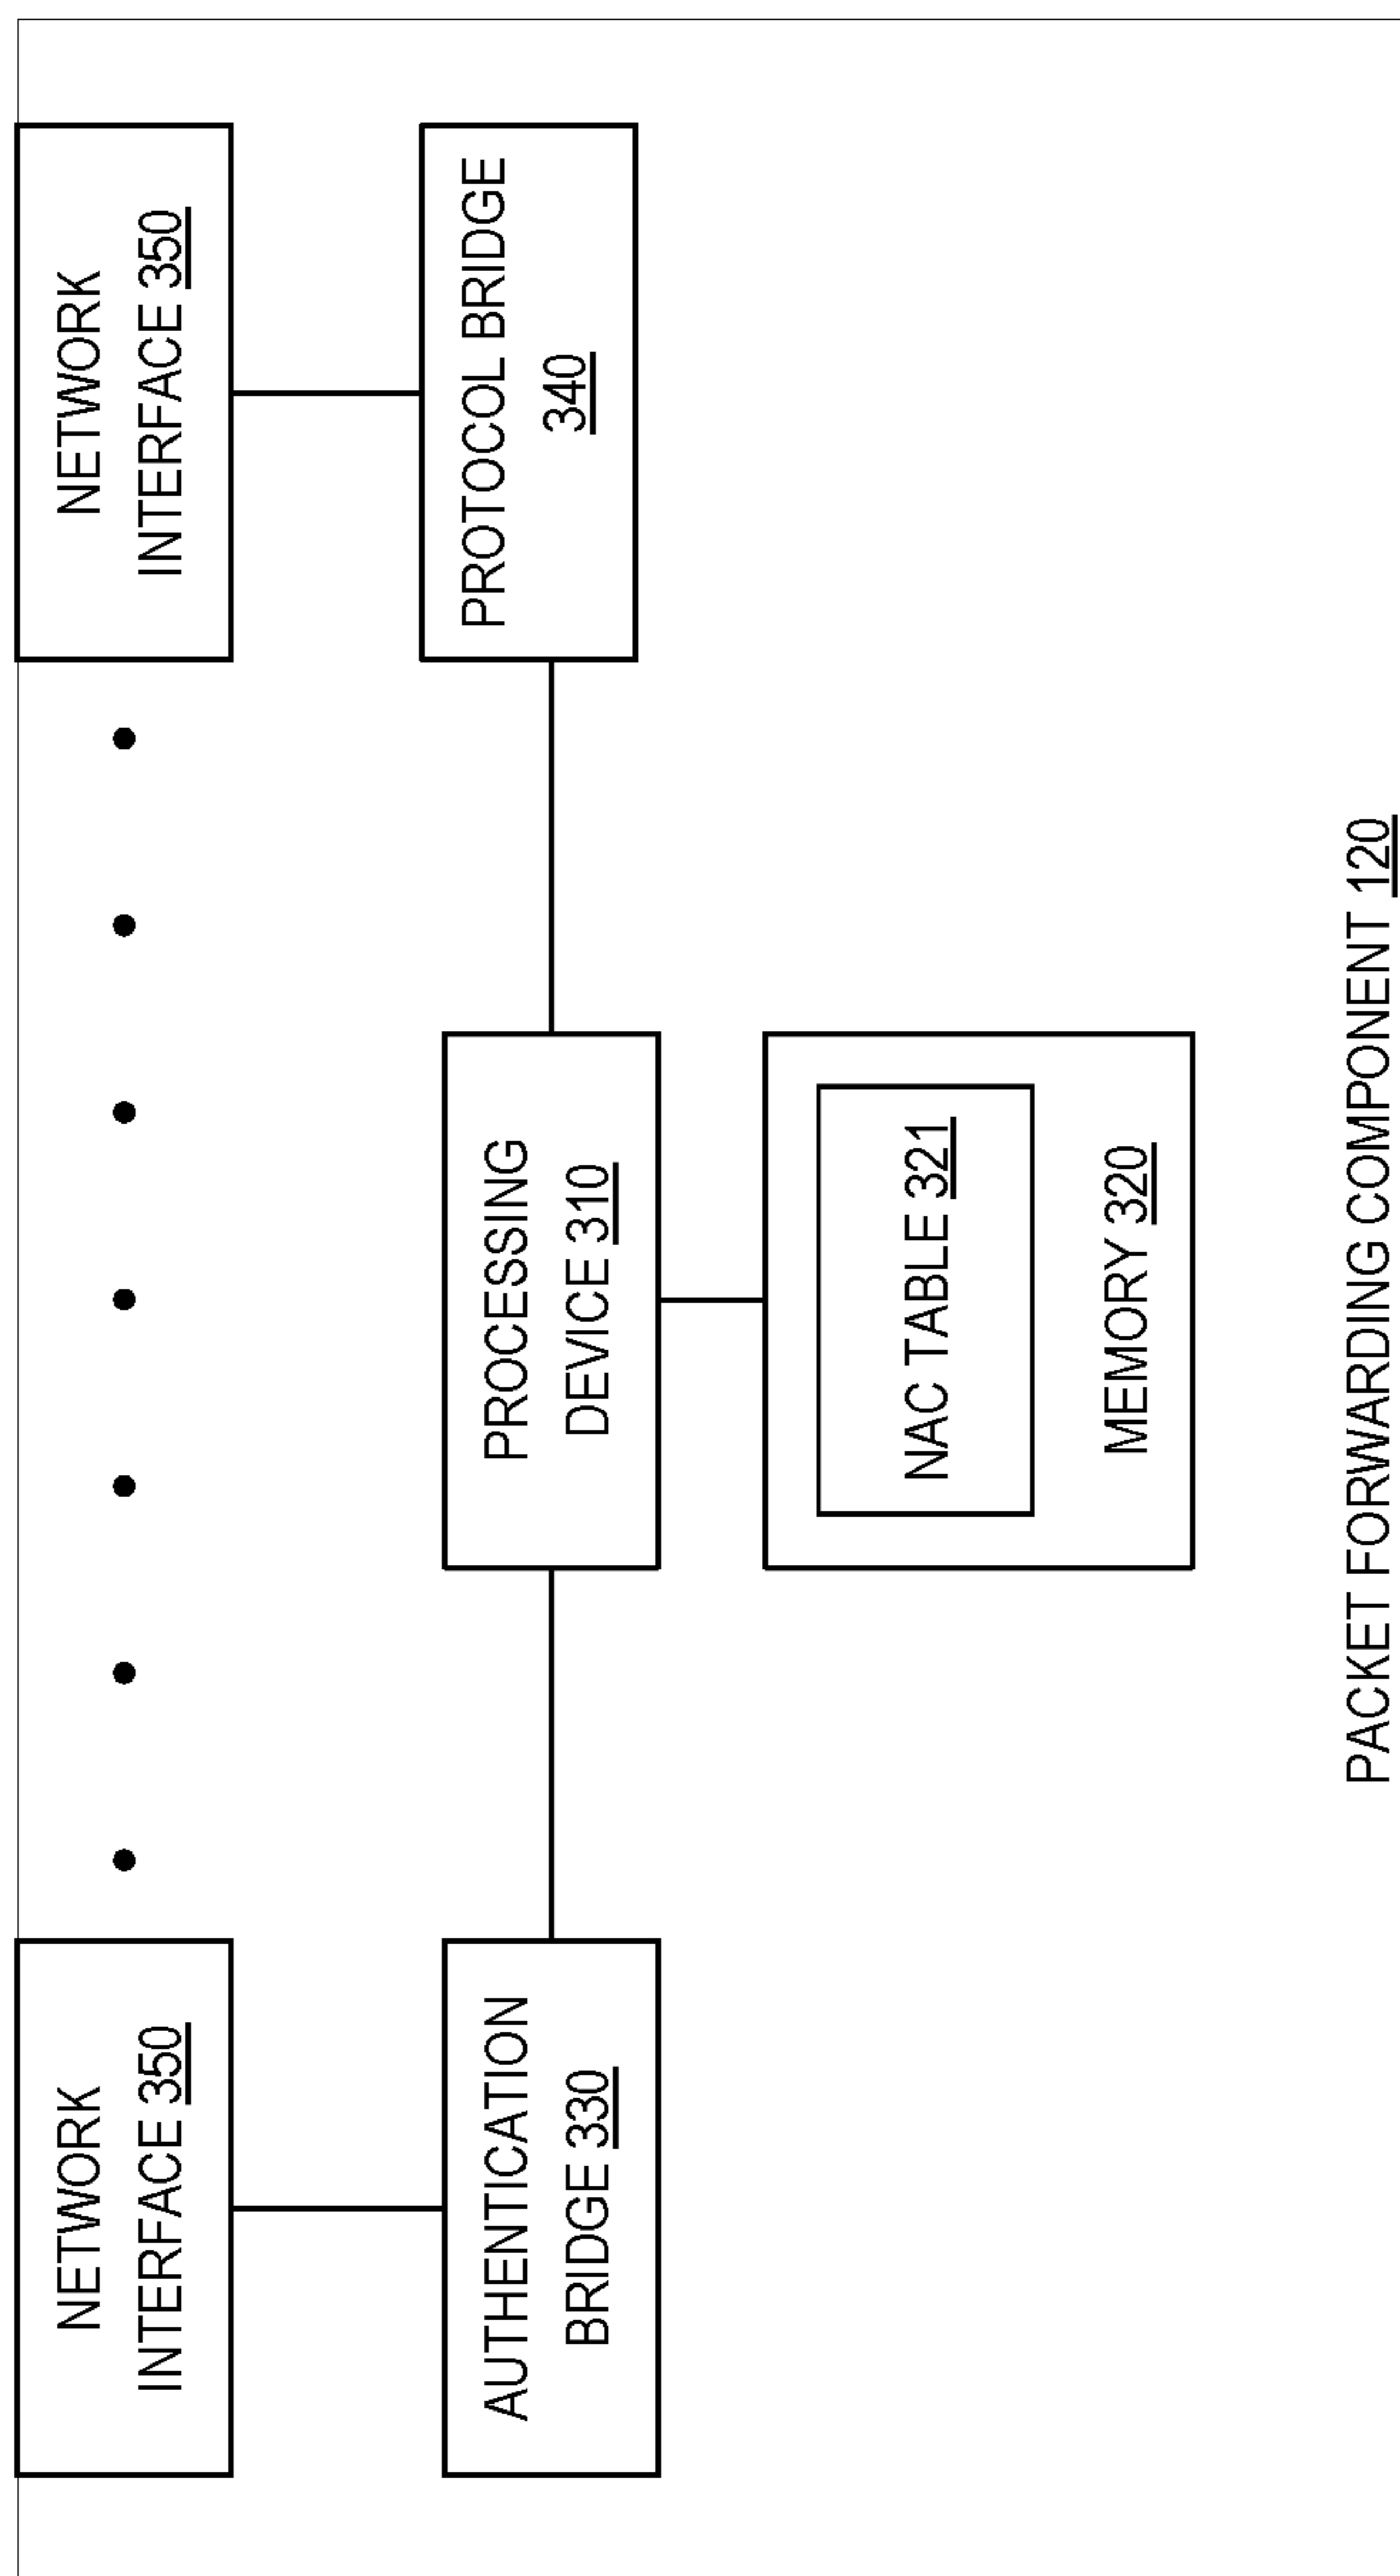 NETWORK
INTERFACE 350
NETWORK
INTERFACE 350
AUTHENTICATION
BRIDGE 330
PROCESSING
DEVICE 310
PROTOCOL BRIDGE
340
NAC TABLE 321
MEMORY 320
PACKET FORWARDING COMPONENT 120